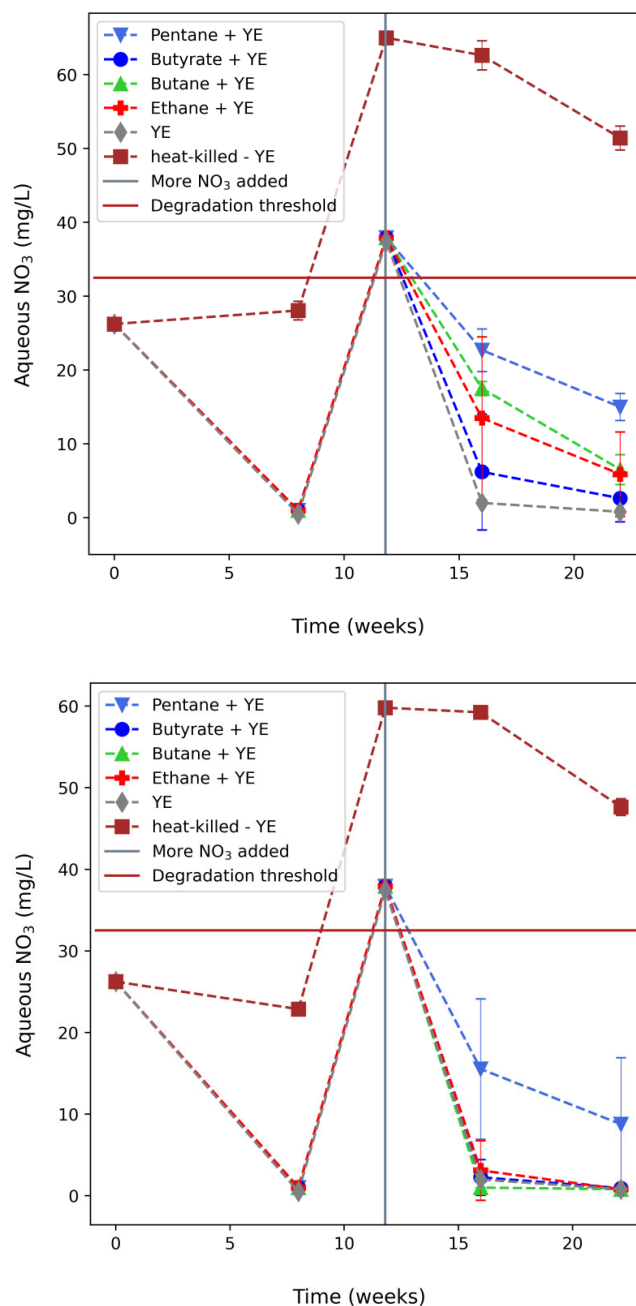 Pentane + YE
Butyrate + YE
Butane + YE
Ethane + YE
YE
heat-killed - YE
More NO₃ added
Degradation threshold
Aqueous NO₃ (mg/L)
60
50
40
30
20
10
0
0 5 10 15 20
Time (weeks)
Pentane + YE
Butyrate + YE
Butane + YE
Ethane + YE
YE
heat-killed - YE
More NO₃ added
Degradation threshold
Aqueous NO₃ (mg/L)
60
50
40
30
20
10
0
0 5 10 15 20
Time (weeks)